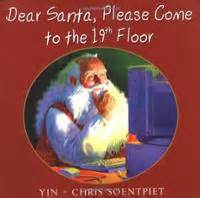 Dear Santa, Please Come
to the 19th Floor
YIN • CHRIS SOENTPIET